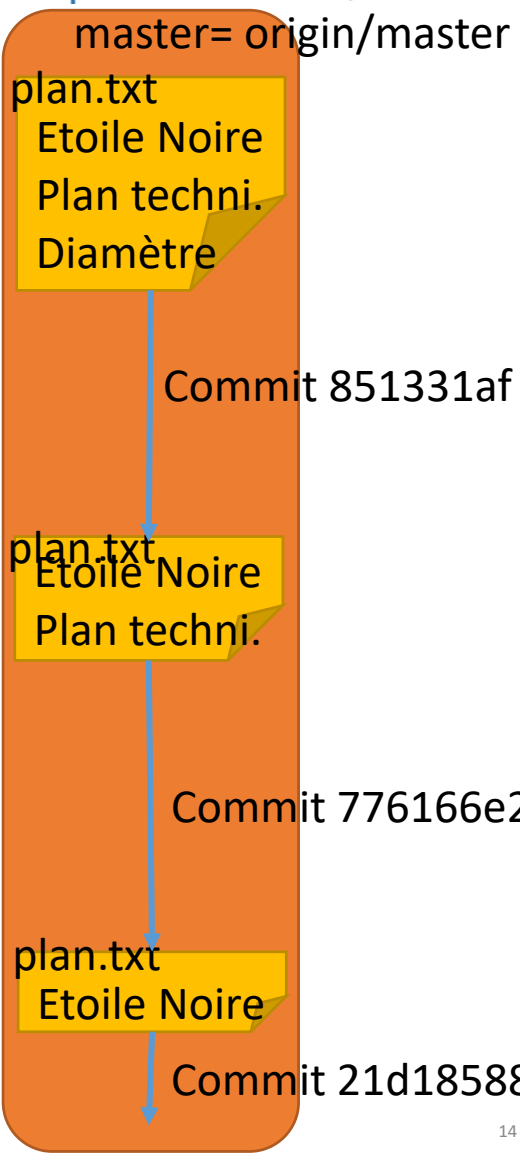 master= origin/master
plan.txt
Etoile Noire
Plan techni.
Diamètre
Commit 851331af
plan.txt
Etoile Noire
Plan techni.
Commit 776166e2
plan.txt
Etoile Noire
Commit 21d18588
14